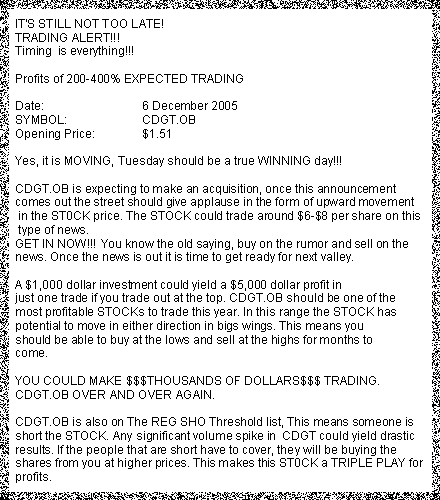 IT'S STILL NOT TOO LATE!
TRADING ALERT!!!
Timing is everything!!!
Profits of 200-400% EXPECTED TRADING
Date: 6 December 2005
SYMBOL: CDGT.OB
Opening Price: $1.51
Yes, it is MOVING, Tuesday should be a true WINNING day!!!
CDGT.OB is expecting to make an acquisition, once this announcement
comes out the street should give applause in the form of upward movement
in the ST0CK price. The STOCK could trade around $6-$8 per share on this
type of news.
GET IN NOW!!! You know the old saying, buy on the rumor and sell on the
news. Once the news is out it is time to get ready for next valley.
A $1,000 dollar investment could yield a $5,000 dollar profit in
just one trade if you trade out at the top. CDGT.OB should be one of the
most profitable STOCKs to trade this year. In this range the STOCK has
potential to move in either direction in bigs wings. This means you
should be able to buy at the lows and sell at the highs for months to
come.
YOU COULD MAKE $$$THOUSANDS OF DOLLARS$$$ TRADING.
CDGT.OB OVER AND OVER AGAIN.
CDGT.OB is also on The REG SHO Threshold list, This means someone is
short the STOCK. Any significant volume spike in CDGT could yield drastic
results. If the people that are short have to cover, they will be buying the
shares from you at higher prices. This makes this ST0CK a TRIPLE PLAY for
profits.